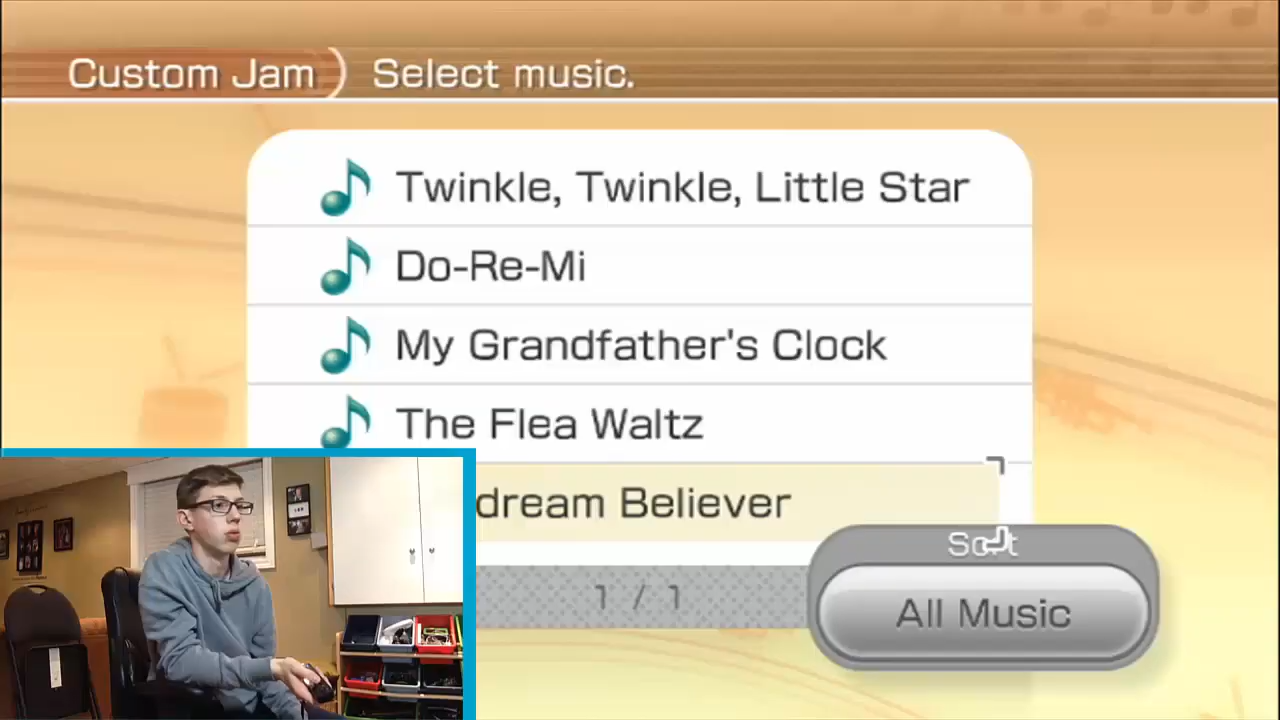 Custom Jam
Select music.
Twinkle, Twinkle, Little Star
Do-Re-Mi
My Grandfather's Clock
The Flea Waltz
dream Believer
Sort
1 / 1
All Music